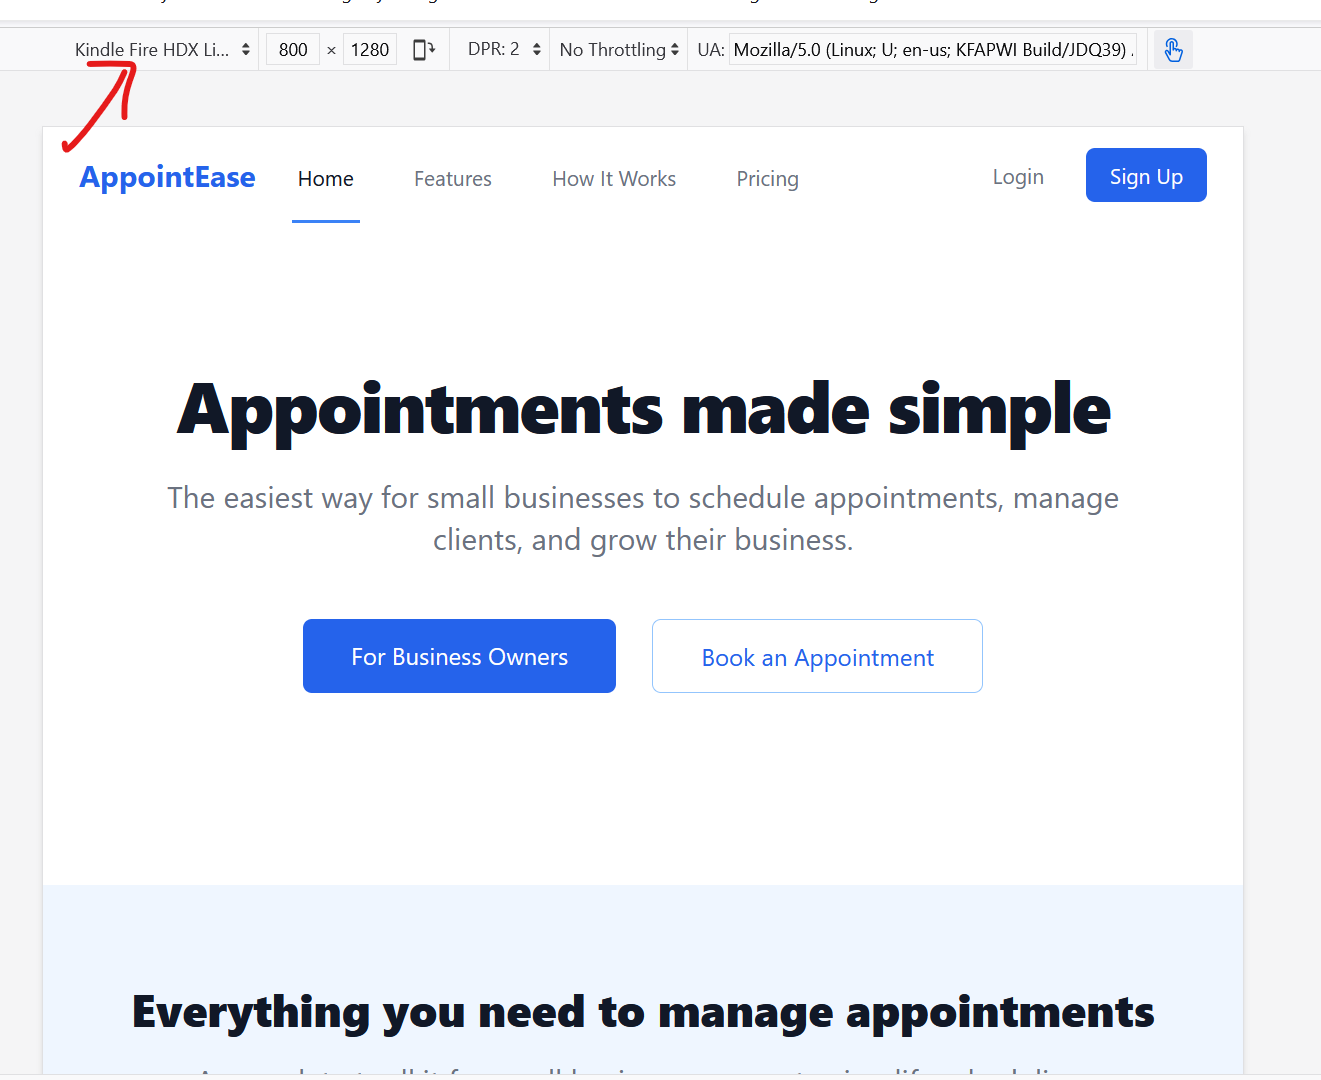 Kindle Fire HDX Li... 800 × 1280 DPR: 2 No Throttling UA: Mozilla/5.0 (Linux; U; en-us; KFAPWI Build/JDQ39)
AppointEase Home Features How It Works Pricing Login Sign Up
Appointments made simple
The easiest way for small businesses to schedule appointments, manage
clients, and grow their business.
For Business Owners Book an Appointment
Everything you need to manage appointments